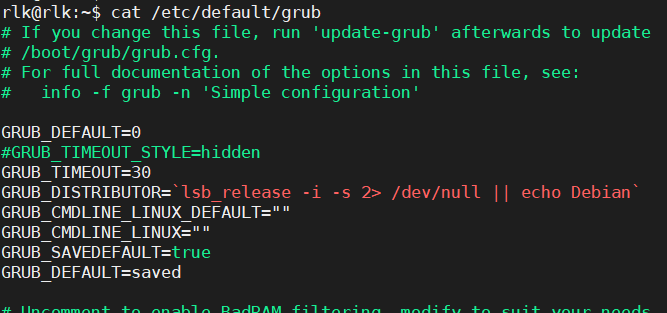 rlk@rlk:~$ cat /etc/default/grub
# If you change this file, run 'update-grub' afterwards to update
# /boot/grub/grub.cfg.
# For full documentation of the options in this file, see:
#   info -f grub -n 'Simple configuration'

GRUB_DEFAULT=0
#GRUB_TIMEOUT_STYLE=hidden
GRUB_TIMEOUT=30
GRUB_DISTRIBUTOR=`lsb_release -i -s 2> /dev/null || echo Debian`
GRUB_CMDLINE_LINUX_DEFAULT=""
GRUB_CMDLINE_LINUX=""
GRUB_SAVEDEFAULT=true
GRUB_DEFAULT=saved

# Uncomment to enable BadRAM filtering, modify to suit your needs